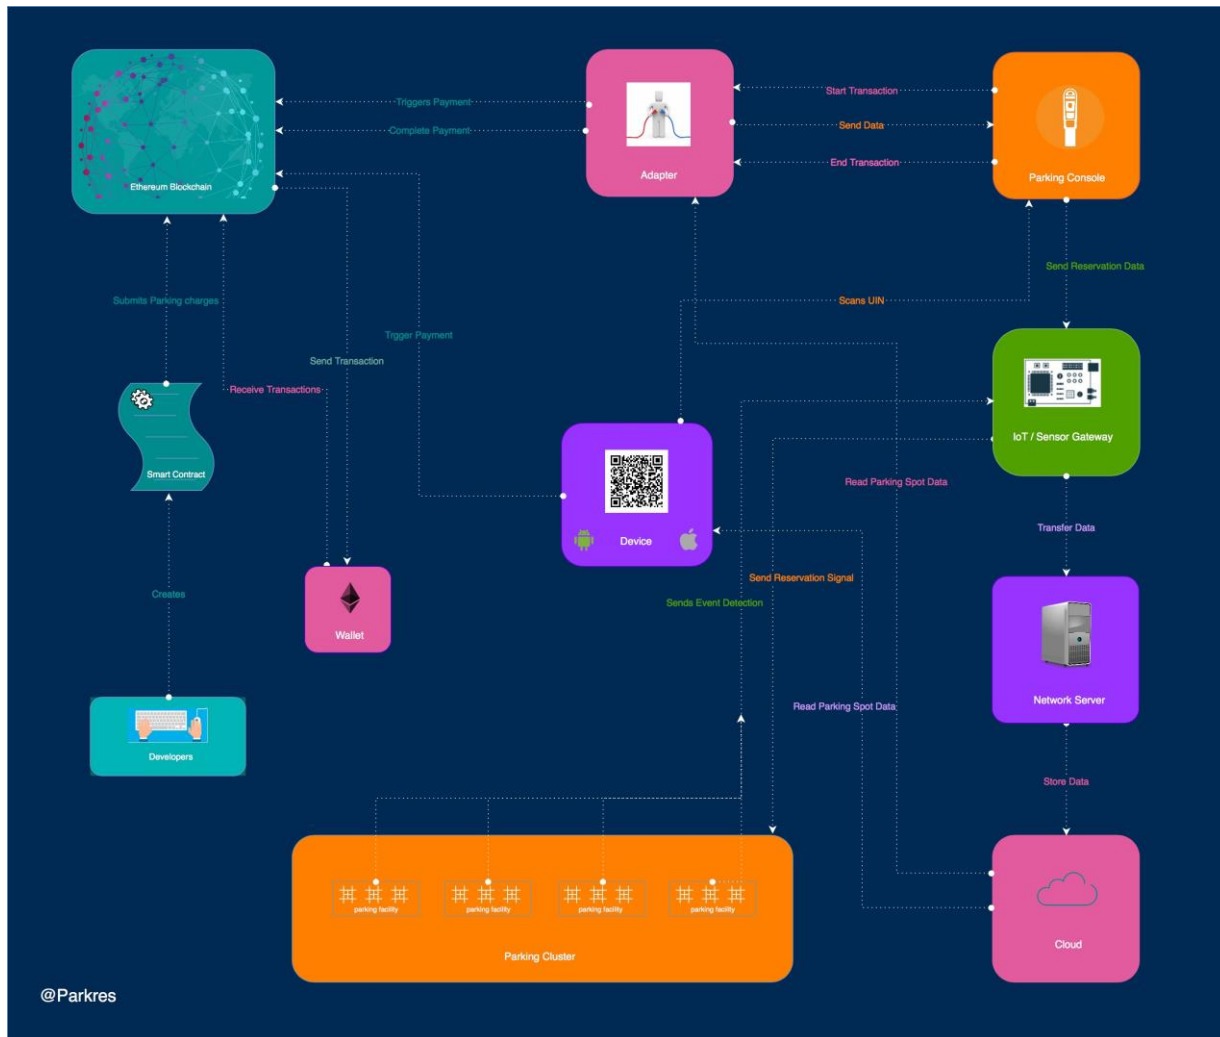 Triggers Payment
Start Transaction
Complete Payment
Send Data
End Transaction
Adapter
Parking Console
Ethereum Blockchain
Send Reservation Data
Submits Parking charges
Scans UIN
Trgger Payment
Send Transaction
Receive Transactions
IoT / Sensor Gateway
Smart Contract
Read Parking Spot Data
Device
Transfer Data
Send Reservation Signal
Creates
Sends Event Detection
Wallet
Network Server
Read Parking Spot Data
Developers
Store Data
parking facility
parking facility
parking facility
parking facility
Parking Cluster
Cloud
@Parkres